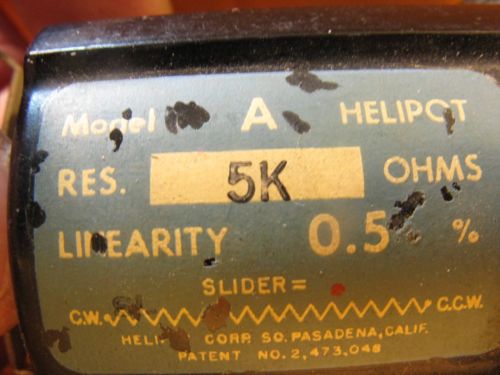 Model A HELIPOT
RES. 5K OHMS
LINEARITY 0.5 %
SLIDER=
C.W. C.C.W.
CORP. SO. PASADENA, CALIF.
PATENT NO. 2,473,048